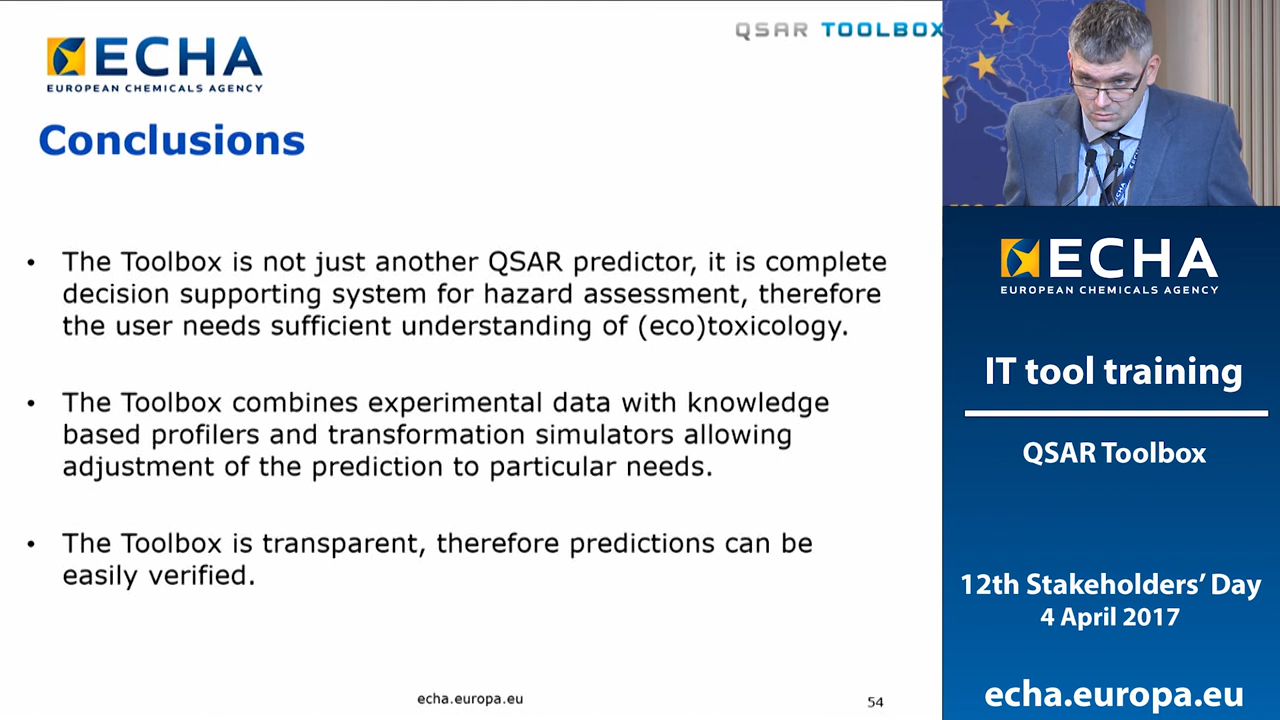 ECHA
EUROPEAN CHEMICALS AGENCY
QSAR TOOLBOX
Conclusions
• The Toolbox is not just another QSAR predictor, it is complete
decision supporting system for hazard assessment, therefore
the user needs sufficient understanding of (eco)toxicology.
• The Toolbox combines experimental data with knowledge
based profilers and transformation simulators allowing
adjustment of the prediction to particular needs.
• The Toolbox is transparent, therefore predictions can be
easily verified.
echa.europa.eu
54
ECHA
ECHA
EUROPEAN CHEMICALS AGENCY
IT tool training
QSAR Toolbox
12th Stakeholders’ Day
4 April 2017
echa.europa.eu